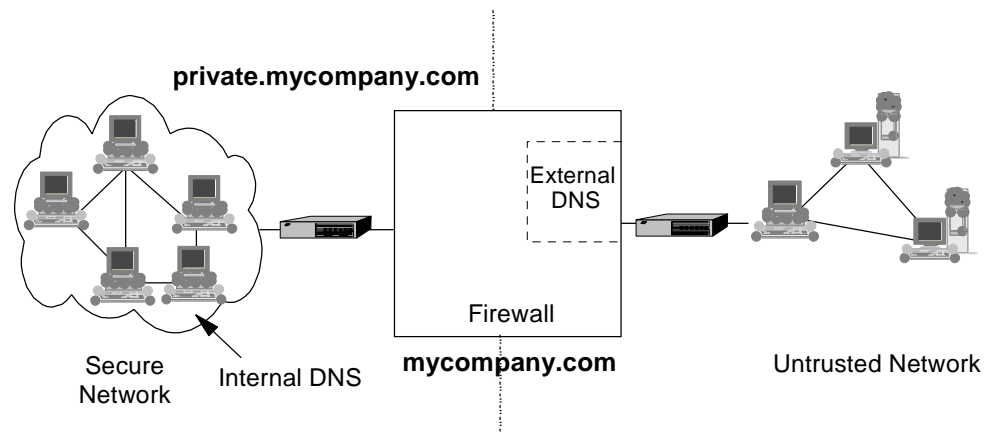 private.mycompany.com
External
DNS
Firewall
mycompany.com
Secure
Network
Internal DNS
Untrusted Network